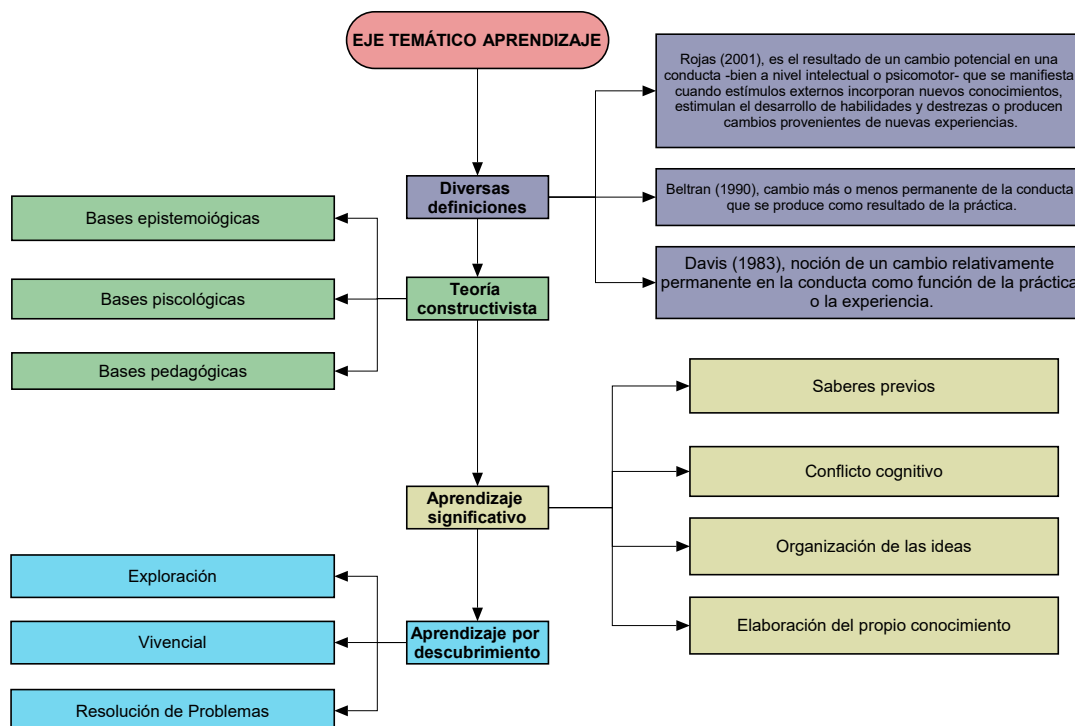 EJE TEMÁTICO APRENDIZAJE
Rojas (2001), es el resultado de un cambio potencial en una
conducta -bien a nivel intelectual o psicomotor- que se manifiesta
cuando estímulos externos incorporan nuevos conocimientos,
estimulan el desarrollo de habilidades y destrezas o producen
cambios provenientes de nuevas experiencias.
Diversas
definiciones
Beltran (1990), cambio más o menos permanente de la conducta
que se produce como resultado de la práctica.
Davis (1983), noción de un cambio relativamente
permanente en la conducta como función de la práctica
o la experiencia.
Bases epistemoiógicas
Bases piscológicas
Bases pedagógicas
Teoría
constructivista
Saberes previos
Conflicto cognitivo
Organización de las ideas
Elaboración del propio conocimiento
Aprendizaje
significativo
Exploración
Vivencial
Resolución de Problemas
Aprendizaje por
descubrimiento